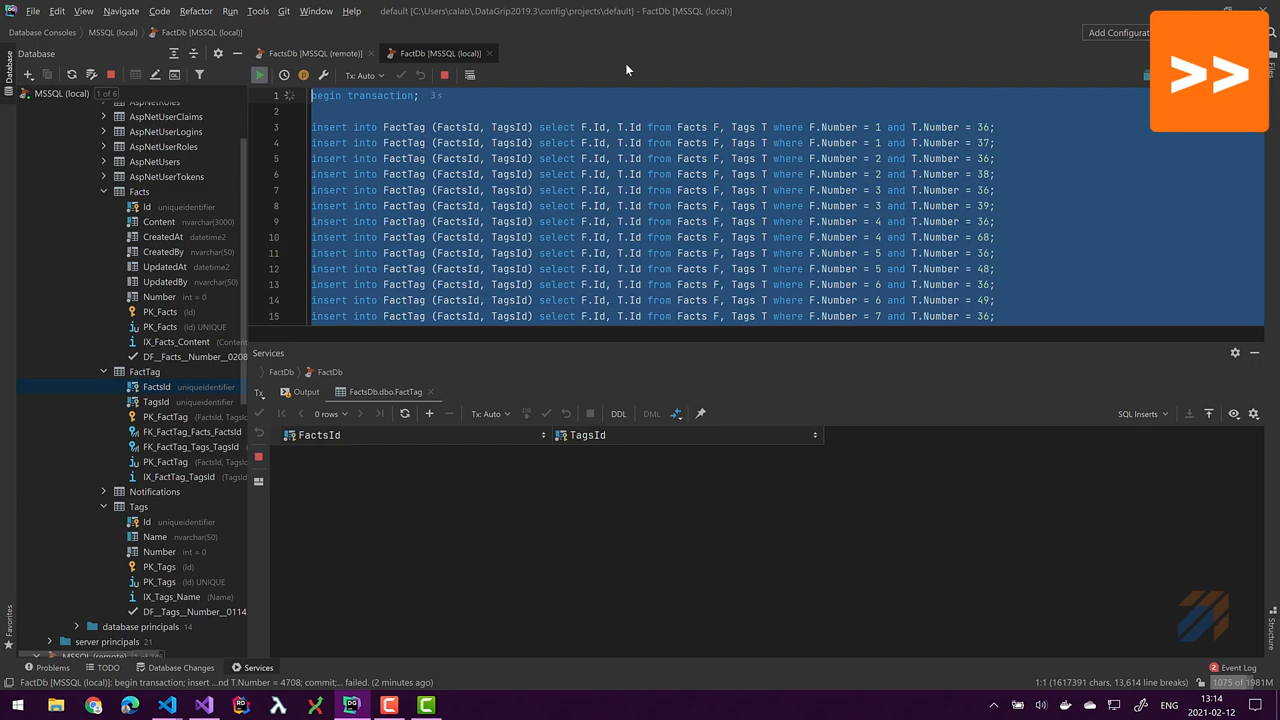 File Edit View Navigate Code Refactor Run Tools Git Window Help default [C:\Users\calab\.DataGrip2019.3\config\projects\default] - FactDb [MSSQL (local)]
Database Consoles MSSQL (local) FactDb [MSSQL (local)] Add Configurat
Database FactsDb [MSSQL (remote)] FactDb [MSSQL (local)]
Tx: Auto
MSSQL (local) 1 of 6
AspNetRoles
AspNetUserClaims
AspNetUserLogins
AspNetUserRoles
AspNetUsers
AspNetUserTokens
Facts
Id uniqueidentifier
Content nvarchar(3000)
CreatedAt datetime2
CreatedBy nvarchar(50)
UpdatedAt datetime2
UpdatedBy nvarchar(50)
Number int = 0
PK_Facts (Id)
PK_Facts (Id) UNIQUE
IX_Facts_Content (Content)
DF__Facts__Number__0208
FactTag
FactsId uniqueidentifier
TagsId uniqueidentifier
PK_FactTag (FactsId, TagsId)
FK_FactTag_Facts_FactsId
FK_FactTag_Tags_TagsId
PK_FactTag (FactsId, TagsId)
IX_FactTag_TagsId (TagsId)
Notifications
Tags
Id uniqueidentifier
Name nvarchar(50)
Number int = 0
PK_Tags (Id)
PK_Tags (Id) UNIQUE
IX_Tags_Name (Name)
DF__Tags__Number__0114
database principals 14
server principals 21
MSSQL (remote) 1 of 246
1 begin transaction; 3 s
2
3 insert into FactTag (FactsId, TagsId) select F.Id, T.Id from Facts F, Tags T where F.Number = 1 and T.Number = 36;
4 insert into FactTag (FactsId, TagsId) select F.Id, T.Id from Facts F, Tags T where F.Number = 1 and T.Number = 37;
5 insert into FactTag (FactsId, TagsId) select F.Id, T.Id from Facts F, Tags T where F.Number = 2 and T.Number = 36;
6 insert into FactTag (FactsId, TagsId) select F.Id, T.Id from Facts F, Tags T where F.Number = 2 and T.Number = 38;
7 insert into FactTag (FactsId, TagsId) select F.Id, T.Id from Facts F, Tags T where F.Number = 3 and T.Number = 36;
8 insert into FactTag (FactsId, TagsId) select F.Id, T.Id from Facts F, Tags T where F.Number = 3 and T.Number = 39;
9 insert into FactTag (FactsId, TagsId) select F.Id, T.Id from Facts F, Tags T where F.Number = 4 and T.Number = 36;
10 insert into FactTag (FactsId, TagsId) select F.Id, T.Id from Facts F, Tags T where F.Number = 4 and T.Number = 68;
11 insert into FactTag (FactsId, TagsId) select F.Id, T.Id from Facts F, Tags T where F.Number = 5 and T.Number = 36;
12 insert into FactTag (FactsId, TagsId) select F.Id, T.Id from Facts F, Tags T where F.Number = 5 and T.Number = 48;
13 insert into FactTag (FactsId, TagsId) select F.Id, T.Id from Facts F, Tags T where F.Number = 6 and T.Number = 36;
14 insert into FactTag (FactsId, TagsId) select F.Id, T.Id from Facts F, Tags T where F.Number = 6 and T.Number = 49;
15 insert into FactTag (FactsId, TagsId) select F.Id, T.Id from Facts F, Tags T where F.Number = 7 and T.Number = 36;
>>
Services
FactDb FactDb
Tx Output FactsDb.dbo.FactTag
0 rows Tx: Auto DDL DML SQL Inserts
FactsId TagsId
Database
Favorites
Files
Structure
Problems TODO Database Changes Services 2 Event Log
FactDb [MSSQL (local)]: begin transaction; insert ...nd T.Number = 4708; commit;... failed. (2 minutes ago) 1:1 (1617391 chars, 13,114 line breaks) 1075 of 1981M
ENG 13:14
2021-02-12